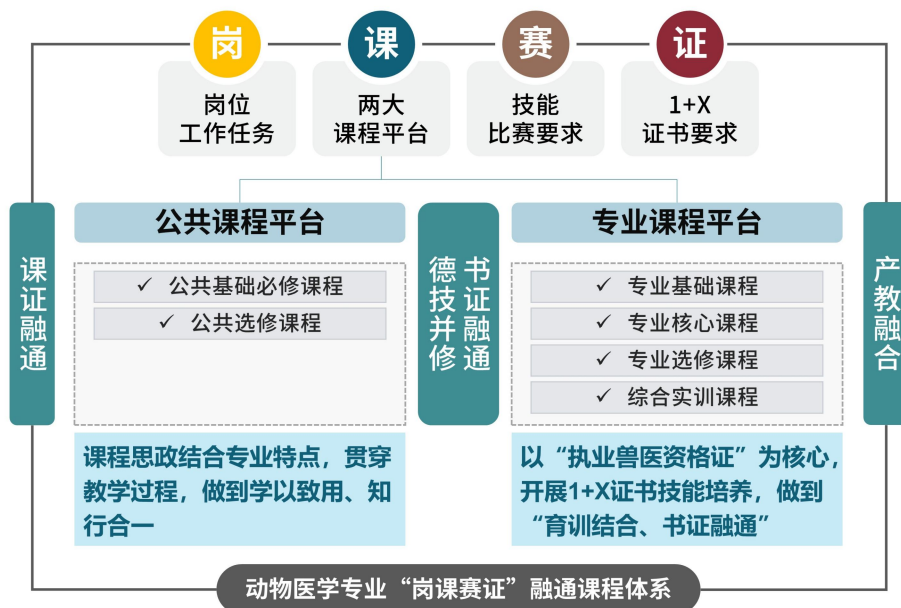 岗
课
赛
证
岗位
工作任务
两大
课程平台
技能
比赛要求
1+X
证书要求
课证融通
公共课程平台
✓ 公共基础必修课程
✓ 公共选修课程
课程思政结合专业特点，贯穿
教学过程，做到学以致用、知
行合一
书证融通
德技并修
专业课程平台
✓ 专业基础课程
✓ 专业核心课程
✓ 专业选修课程
✓ 综合实训课程
以“执业兽医资格证”为核心，
开展1+X证书技能培养，做到
“育训结合、书证融通”
产教融合
动物医学专业“岗课赛证”融通课程体系